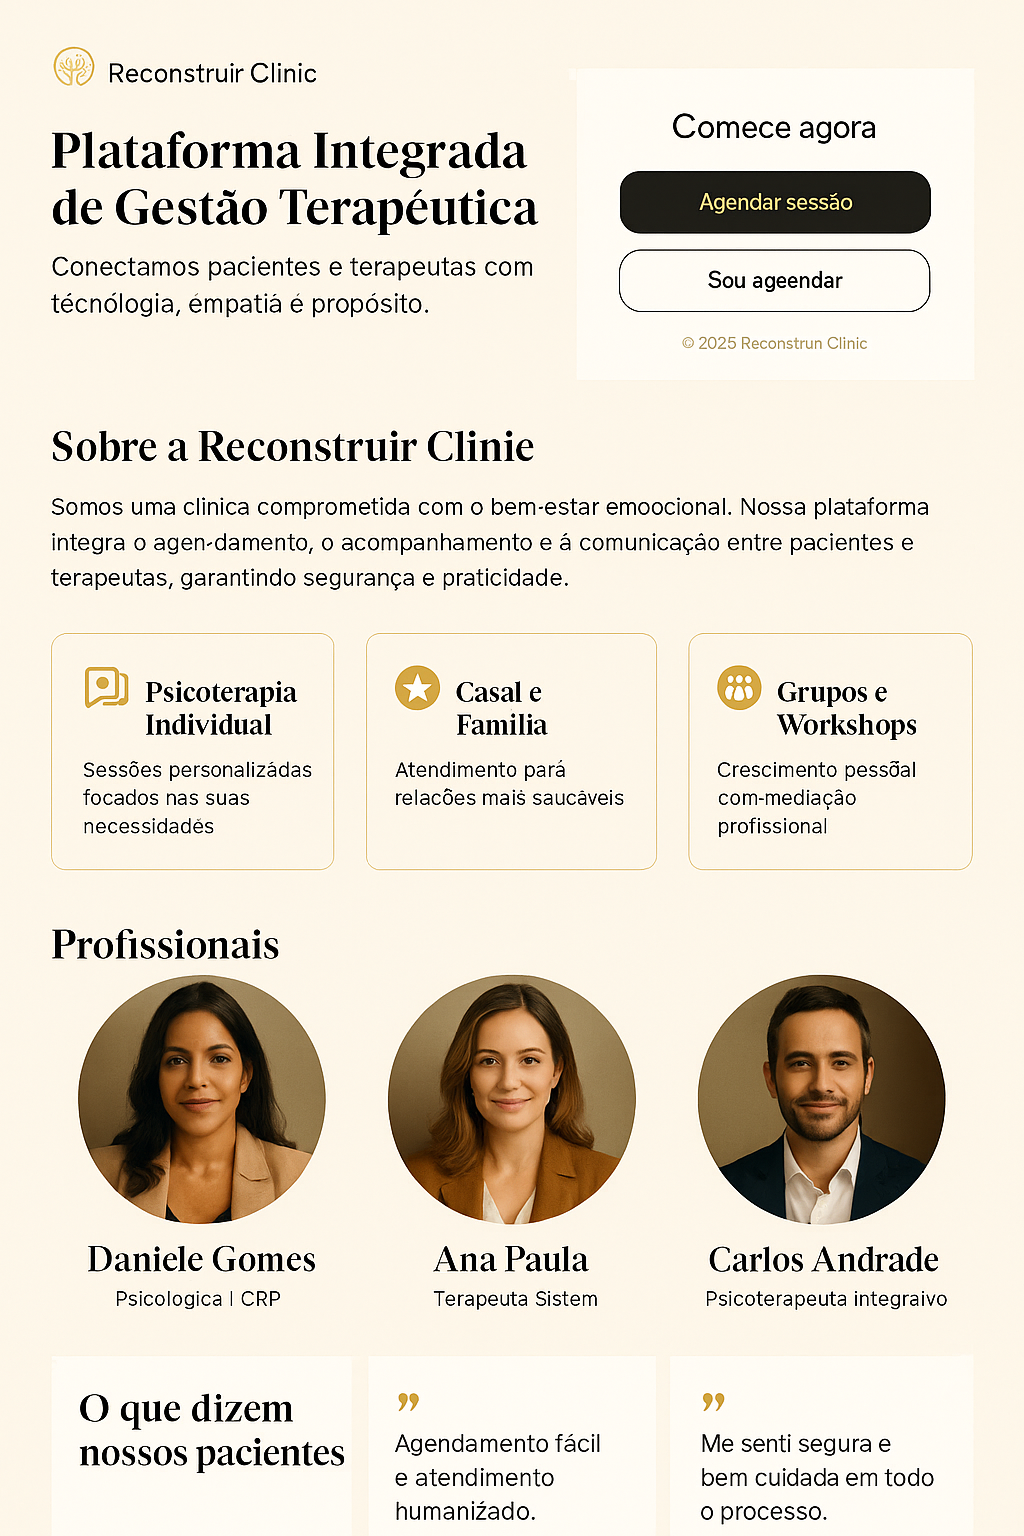 Reconstruir Clinic
Plataforma Integrada
de Gestão Terapéutica
Conectamos pacientes e terapeutas com
técnólogia, émpatiá é propósito.
Comece agora
Agendar sessão
Sou ageendar
© 2025 Reconstrun Clinic
Sobre a Reconstruir Clinie
Somos uma clinica comprometida com o bem-estar emoocional. Nossa plataforma
integra o agen-damento, o acompanhamento e á comunicaçâo entre pacientes e
terapeutas, garantindo segurança e praticidade.
Psicoterapia
Individual
Sessões personalizádas
focados nas suas
necessidadés
Casal e
Familia
Atendimento pará
relacões maiś saucáveis
Grupos e
Workshops
Crescimento pessõal
com-mediaçâo
profissional
Profissionais
Daniele Gomes
Psicologica | CRP
Ana Paula
Terapeuta Sistem
Carlos Andrade
Psicoterapeuta integraivo
O que dizem
nossos pacientes
”
Agendamento fácil
e atendimento
humaniźado.
”
Me senti segura e
bem cuidada em todo
o processo.